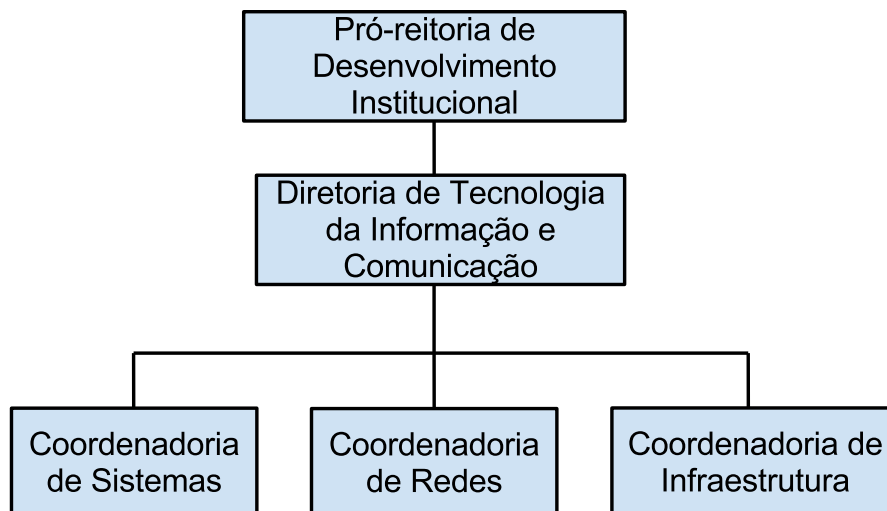 Pró-reitoria de
Desenvolvimento
Institucional
Diretoria de Tecnologia
da Informação e
Comunicação
Coordenadoria
de Sistemas
Coordenadoria
de Redes
Coordenadoria de
Infraestrutura